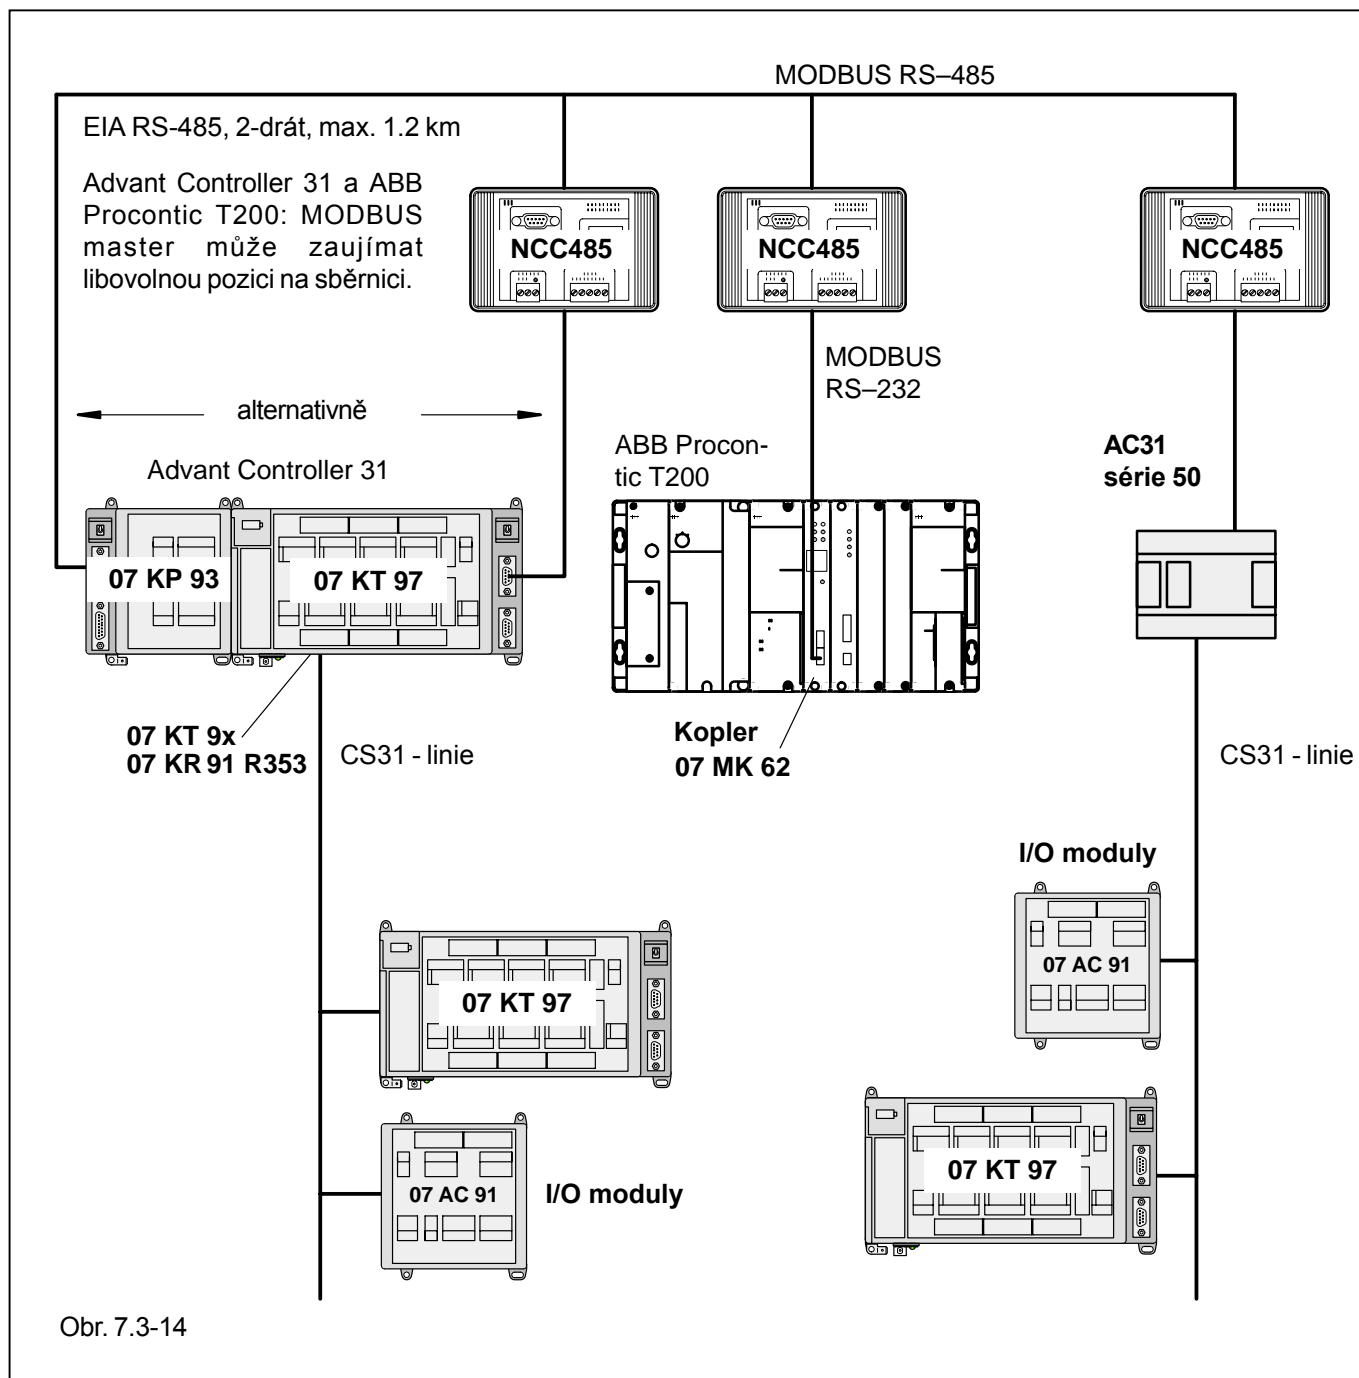 MODBUS RS–485
EIA RS-485, 2-drát, max. 1.2 km
Advant Controller 31 a ABB
Procontic T200: MODBUS
master může zaujímat
libovolnou pozici na sběrnici.
NCC485
NCC485
NCC485
MODBUS
RS–232
alternativně
Advant Controller 31
ABB Procon-
tic T200
AC31
série 50
07 KP 93
07 KT 97
07 KT 9x
07 KR 91 R353
CS31 - linie
Kopler
07 MK 62
CS31 - linie
I/O moduly
07 AC 91
07 KT 97
07 KT 97
07 AC 91
I/O moduly
Obr. 7.3-14